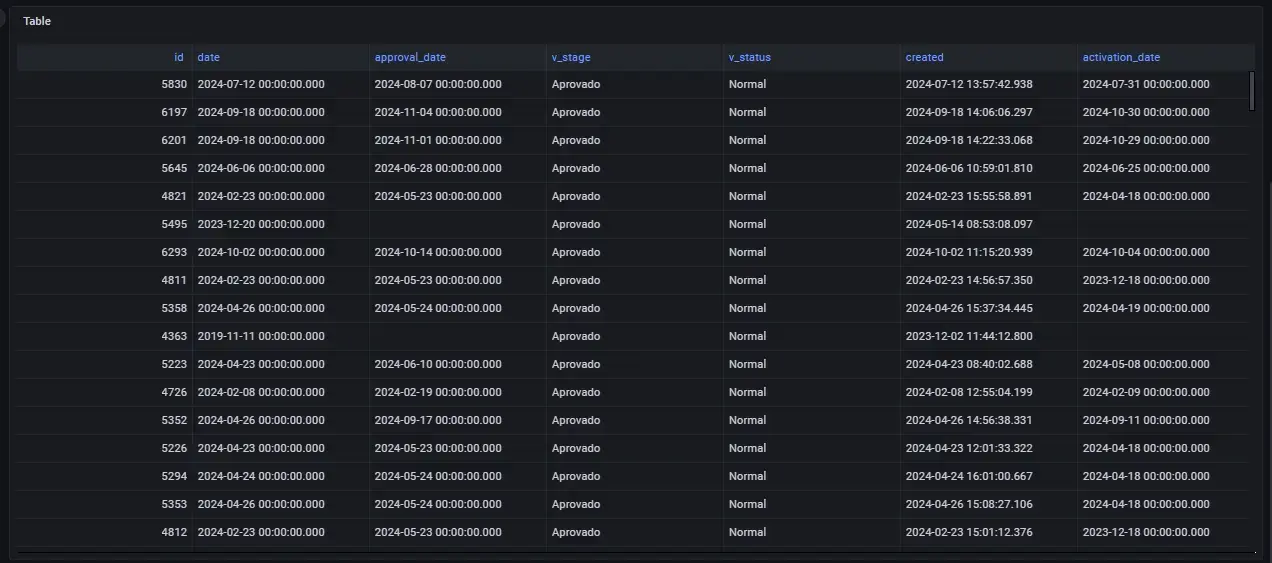 Table
id date approval_date v_stage v_status created activation_date
5830 2024-07-12 00:00:00.000 2024-08-07 00:00:00.000 Aprovado Normal 2024-07-12 13:57:42.938 2024-07-31 00:00:00.000
6197 2024-09-18 00:00:00.000 2024-11-04 00:00:00.000 Aprovado Normal 2024-09-18 14:06:06.297 2024-10-30 00:00:00.000
6201 2024-09-18 00:00:00.000 2024-11-01 00:00:00.000 Aprovado Normal 2024-09-18 14:22:33.068 2024-10-29 00:00:00.000
5645 2024-06-06 00:00:00.000 2024-06-28 00:00:00.000 Aprovado Normal 2024-06-06 10:59:01.810 2024-06-25 00:00:00.000
4821 2024-02-23 00:00:00.000 2024-05-23 00:00:00.000 Aprovado Normal 2024-02-23 15:55:58.891 2024-04-18 00:00:00.000
5495 2023-12-20 00:00:00.000 Aprovado Normal 2024-05-14 08:53:08.097
6293 2024-10-02 00:00:00.000 2024-10-14 00:00:00.000 Aprovado Normal 2024-10-02 11:15:20.939 2024-10-04 00:00:00.000
4811 2024-02-23 00:00:00.000 2024-05-23 00:00:00.000 Aprovado Normal 2024-02-23 14:56:57.350 2023-12-18 00:00:00.000
5358 2024-04-26 00:00:00.000 2024-05-24 00:00:00.000 Aprovado Normal 2024-04-26 15:37:34.445 2024-04-19 00:00:00.000
4363 2019-11-11 00:00:00.000 Aprovado Normal 2023-12-02 11:44:12.800
5223 2024-04-23 00:00:00.000 2024-06-10 00:00:00.000 Aprovado Normal 2024-04-23 08:40:02.688 2024-05-08 00:00:00.000
4726 2024-02-08 00:00:00.000 2024-02-19 00:00:00.000 Aprovado Normal 2024-02-08 12:55:04.199 2024-02-09 00:00:00.000
5352 2024-04-26 00:00:00.000 2024-09-17 00:00:00.000 Aprovado Normal 2024-04-26 14:56:38.331 2024-09-11 00:00:00.000
5226 2024-04-23 00:00:00.000 2024-05-23 00:00:00.000 Aprovado Normal 2024-04-23 12:01:33.322 2024-04-18 00:00:00.000
5294 2024-04-24 00:00:00.000 2024-05-24 00:00:00.000 Aprovado Normal 2024-04-24 16:01:00.667 2024-04-18 00:00:00.000
5353 2024-04-26 00:00:00.000 2024-05-24 00:00:00.000 Aprovado Normal 2024-04-26 15:08:27.106 2024-04-18 00:00:00.000
4812 2024-02-23 00:00:00.000 2024-05-23 00:00:00.000 Aprovado Normal 2024-02-23 15:01:12.376 2023-12-18 00:00:00.000